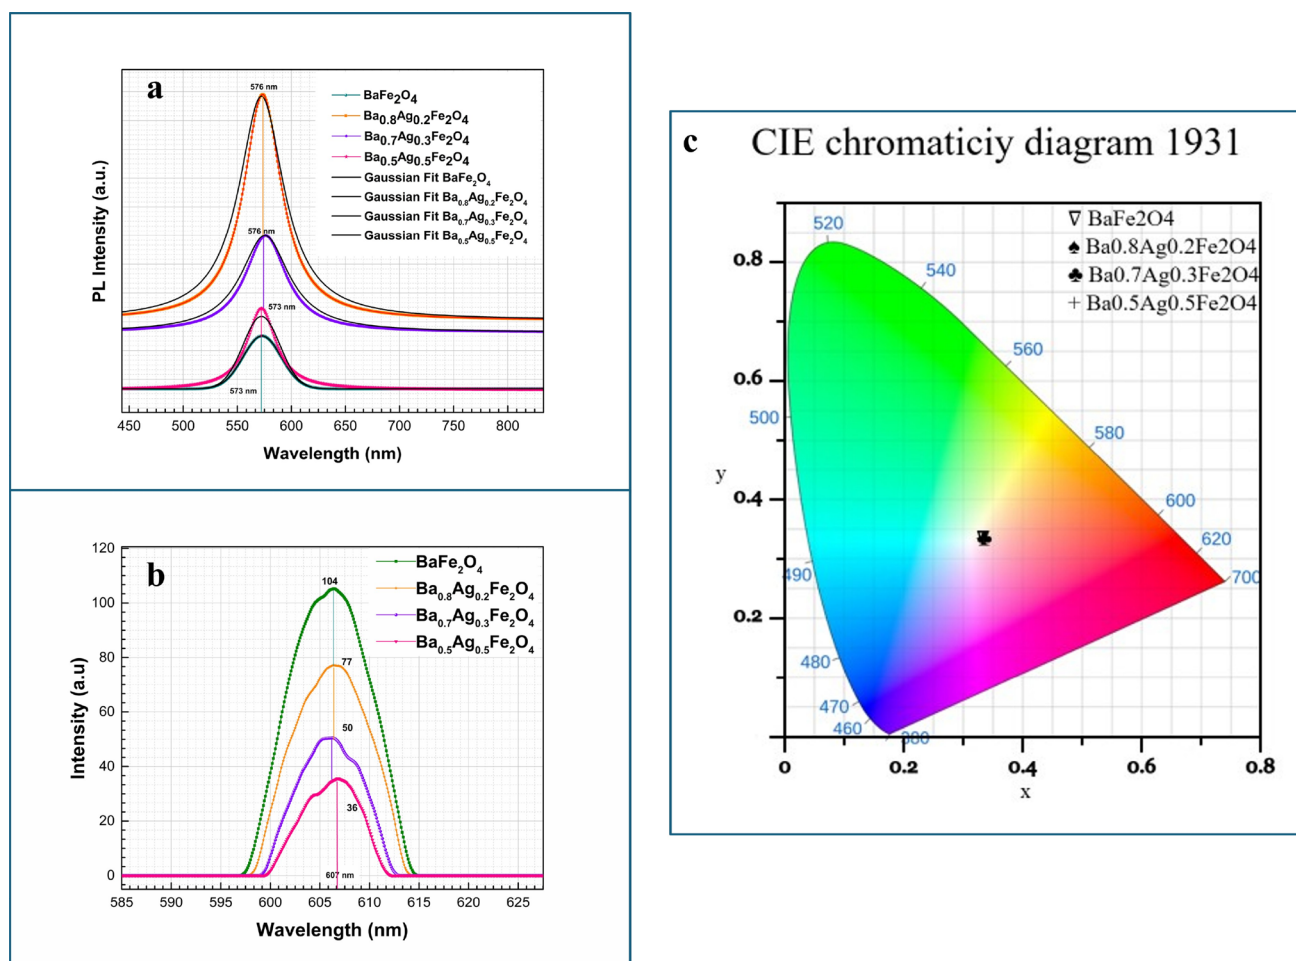 a
576 nm
BaFe2O4
Ba0.8Ag0.2Fe2O4
Ba0.7Ag0.3Fe2O4
Ba0.5Ag0.5Fe2O4
Gaussian Fit BaFe2O4
Gaussian Fit Ba0.8Ag0.2Fe2O4
Gaussian Fit Ba0.7Ag0.3Fe2O4
Gaussian Fit Ba0.5Ag0.5Fe2O4
576 nm
573 nm
573 nm
PL Intensity (a.u.)
450 500 550 600 650 700 750 800
Wavelength (nm)
b
BaFe2O4
Ba0.8Ag0.2Fe2O4
Ba0.7Ag0.3Fe2O4
Ba0.5Ag0.5Fe2O4
104
77
50
36
607 nm
120
100
80
60
40
20
0
Intensity (a.u)
585 590 595 600 605 610 615 620 625
Wavelength (nm)
c
CIE chromaticiy diagram 1931
BaFe2O4
Ba0.8Ag0.2Fe2O4
Ba0.7Ag0.3Fe2O4
Ba0.5Ag0.5Fe2O4
520
540
560
580
600
620
700
500
490
480
470
460
380
0.8
0.6
0.4
0.2
y
0 0.2 0.4 0.6 0.8
x